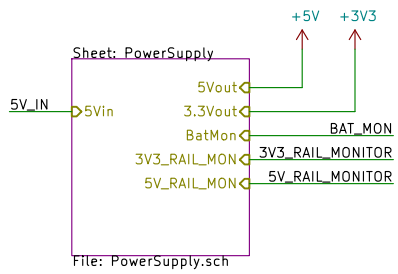 +5V
+3V3
Sheet: PowerSupply
5Vout
5V_IN
5Vin
3.3Vout
BatMon
BAT_MON
3V3_RAIL_MON
3V3_RAIL_MONITOR
5V_RAIL_MON
5V_RAIL_MONITOR
File: PowerSupply.sch